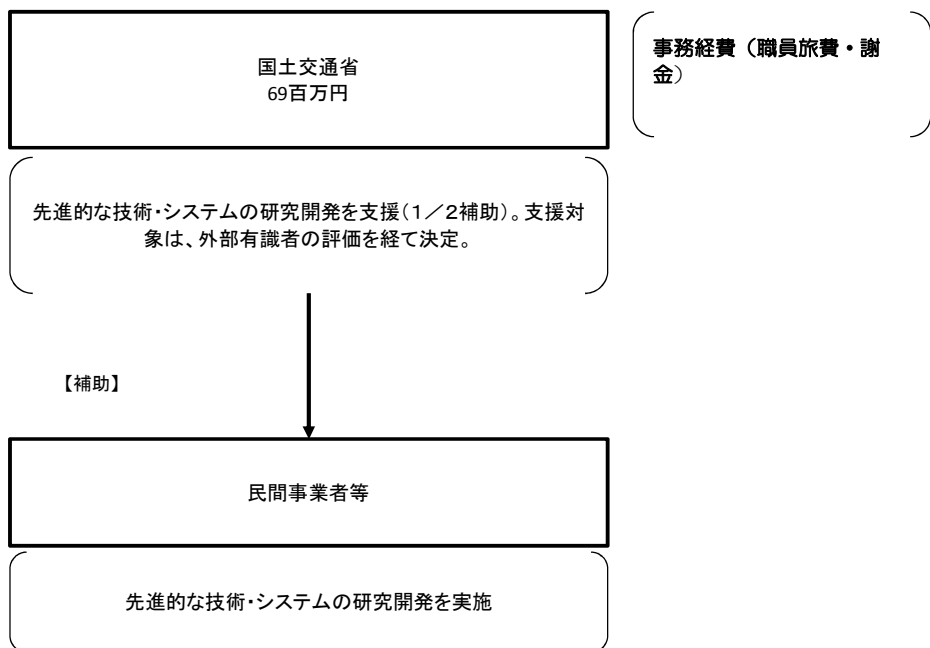 国土交通省
69百万円
事務経費（職員旅費・謝
金）
先進的な技術・システムの研究開発を支援（１／２補助）。支援対
象は、外部有識者の評価を経て決定。
【補助】
民間事業者等
先進的な技術・システムの研究開発を実施